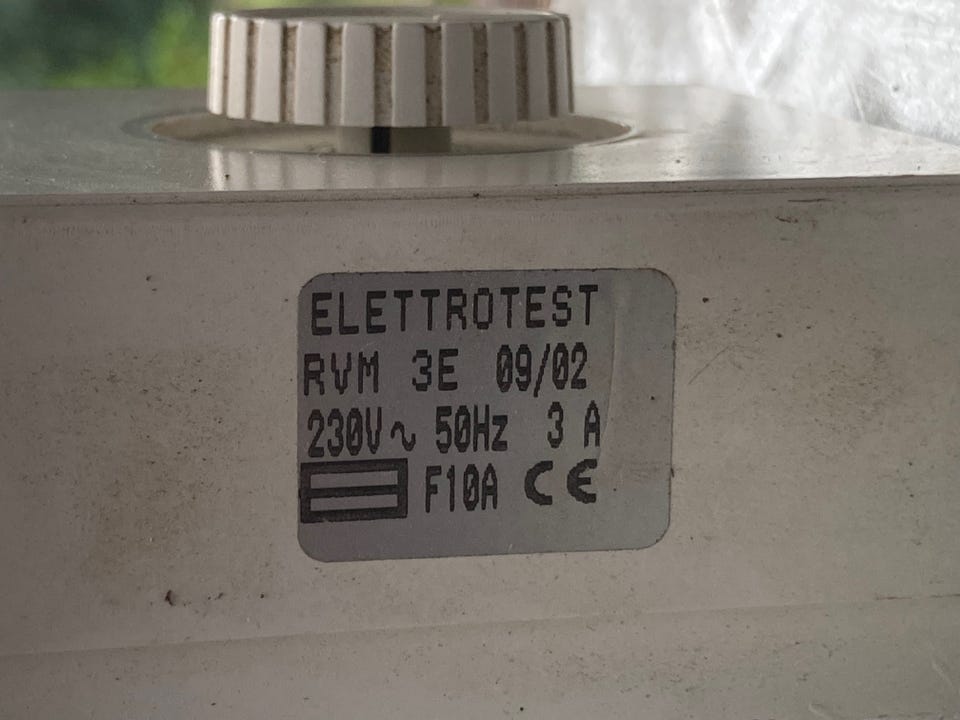 ELETTROTEST
RVM 3E 09/02
230V~ 50Hz 3 A
F10A CE